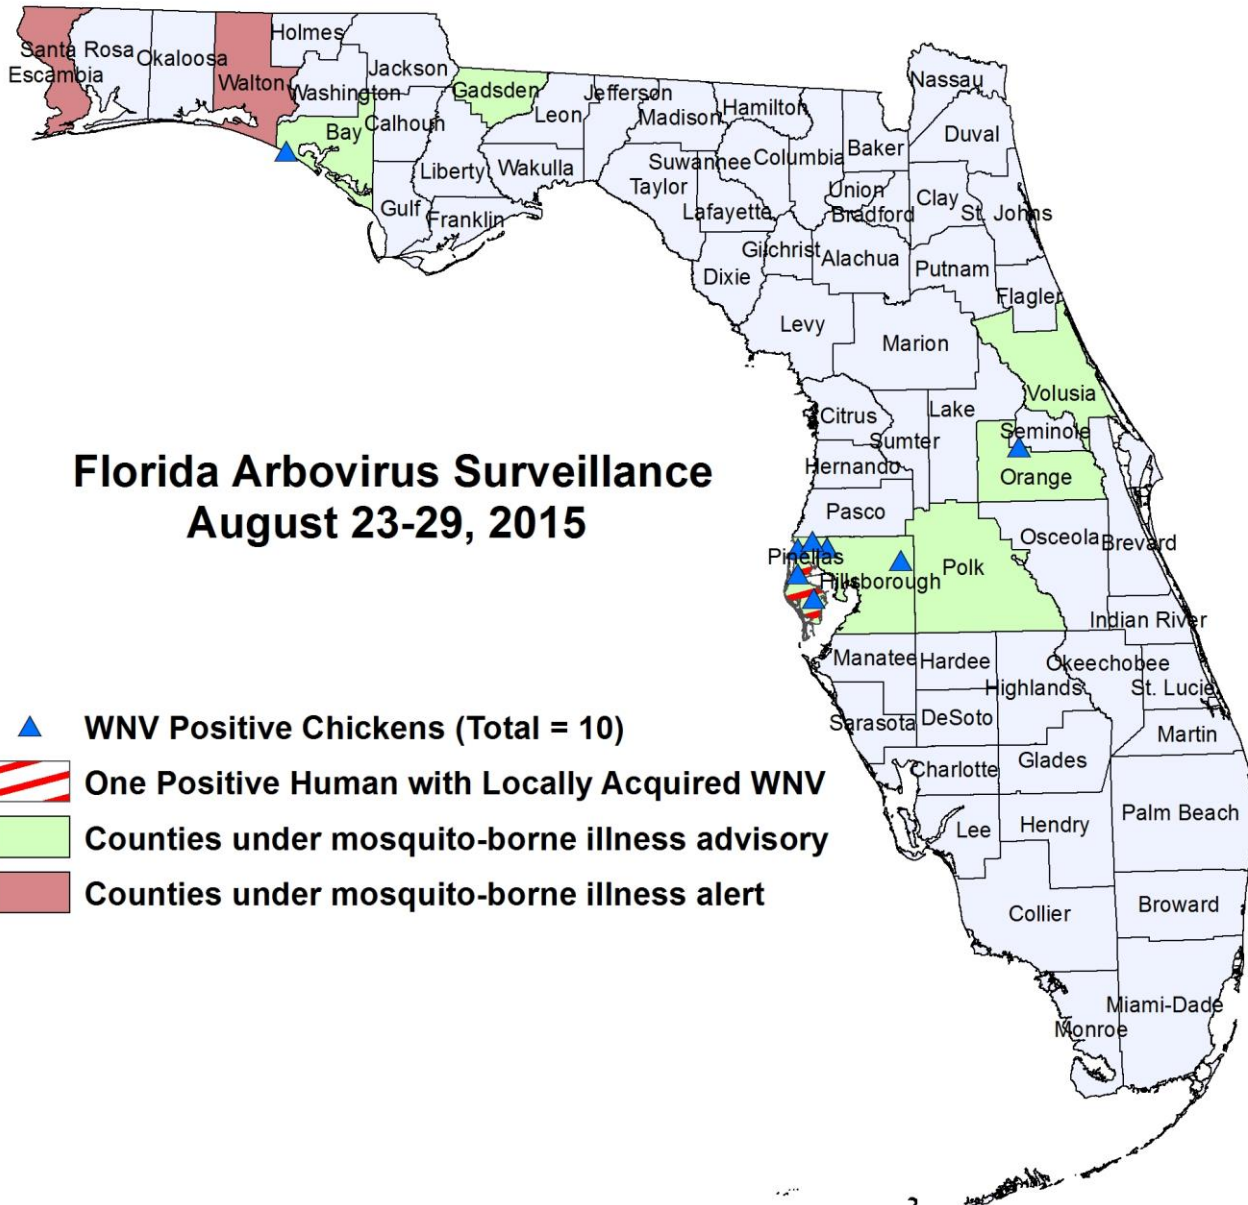 Santa Rosa
Escambia
Okaloosa
Walton
Holmes
Washington
Jackson
Bay
Calhoun
Gulf
Liberty
Franklin
Gadsden
Leon
Wakulla
Jefferson
Madison
Taylor
Hamilton
Suwannee
Lafayette
Columbia
Dixie
Gilchrist
Baker
Union
Bradford
Alachua
Nassau
Duval
Clay
St. Johns
Putnam
Flagler
Levy
Marion
Volusia
Citrus
Sumter
Lake
Seminole
Hernando
Orange
Pasco
Osceola
Brevard
Pinellas
Hillsborough
Polk
Indian River
Manatee
Hardee
Highlands
Okeechobee
St. Lucie
Sarasota
DeSoto
Martin
Charlotte
Glades
Lee
Hendry
Palm Beach
Collier
Broward
Monroe
Miami-Dade
Florida Arbovirus Surveillance
August 23-29, 2015
WNV Positive Chickens (Total = 10)
One Positive Human with Locally Acquired WNV
Counties under mosquito-borne illness advisory
Counties under mosquito-borne illness alert